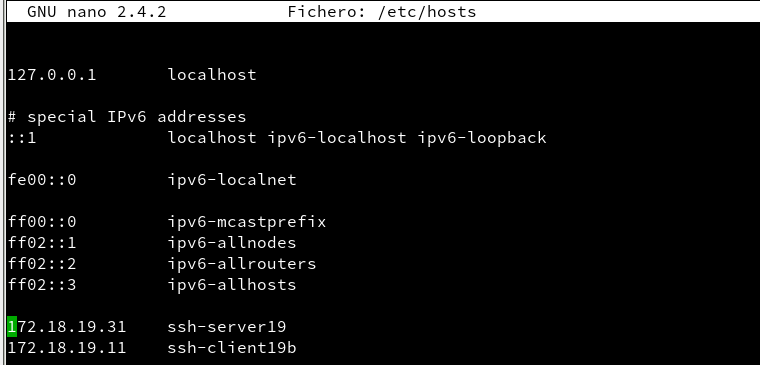 GNU nano 2.4.2 Fichero: /etc/hosts
127.0.0.1 localhost
# special IPv6 addresses
::1 localhost ipv6-localhost ipv6-loopback
fe00::0 ipv6-localnet
ff00::0 ipv6-mcastprefix
ff02::1 ipv6-allnodes
ff02::2 ipv6-allrouters
ff02::3 ipv6-allhosts
172.18.19.31 ssh-server19
172.18.19.11 ssh-client19b